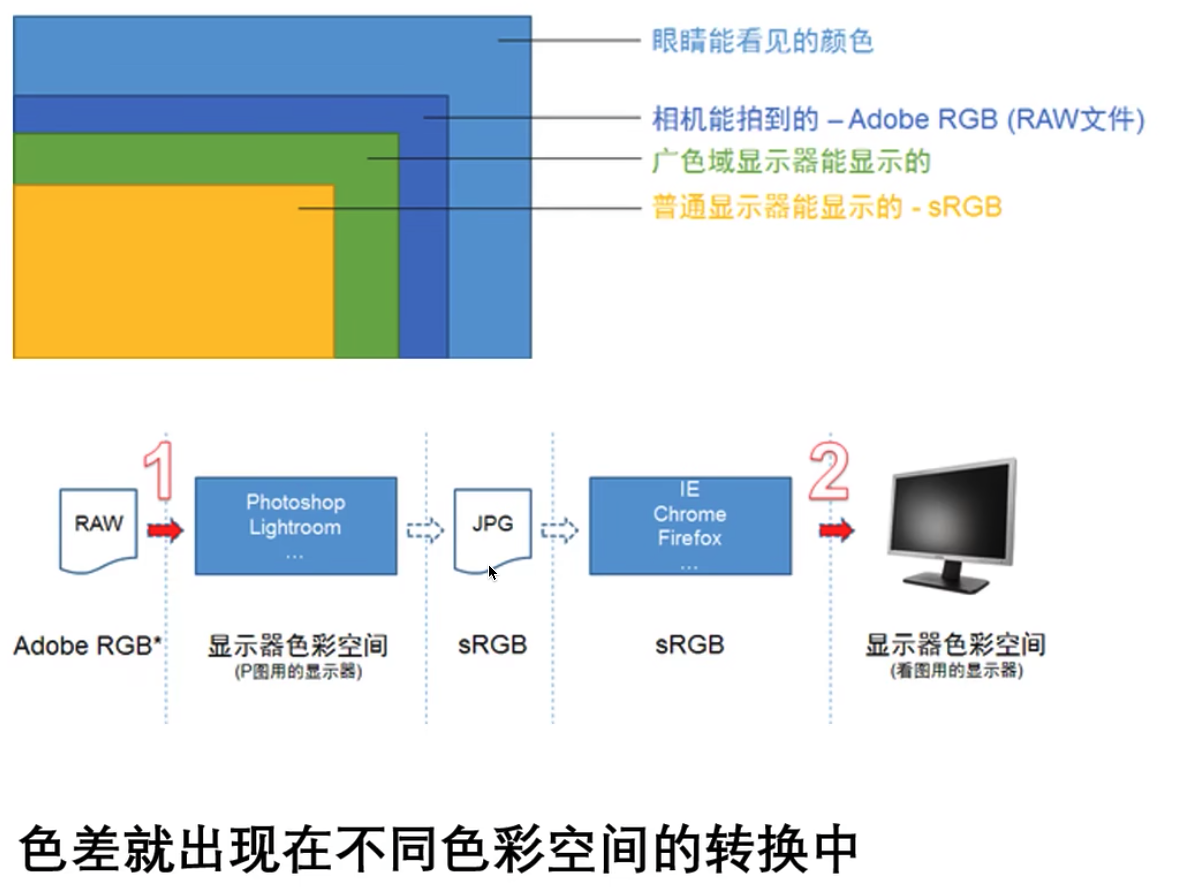 眼睛能看见的颜色
相机能拍到的 – Adobe RGB (RAW文件)
广色域显示器能显示的
普通显示器能显示的 - sRGB
1
2
RAW
Photoshop
Lightroom
...
JPG
IE
Chrome
Firefox
...
Adobe RGB*
显示器色彩空间
(P图用的显示器)
sRGB
sRGB
显示器色彩空间
(看图用的显示器)
色差就出现在不同色彩空间的转换中